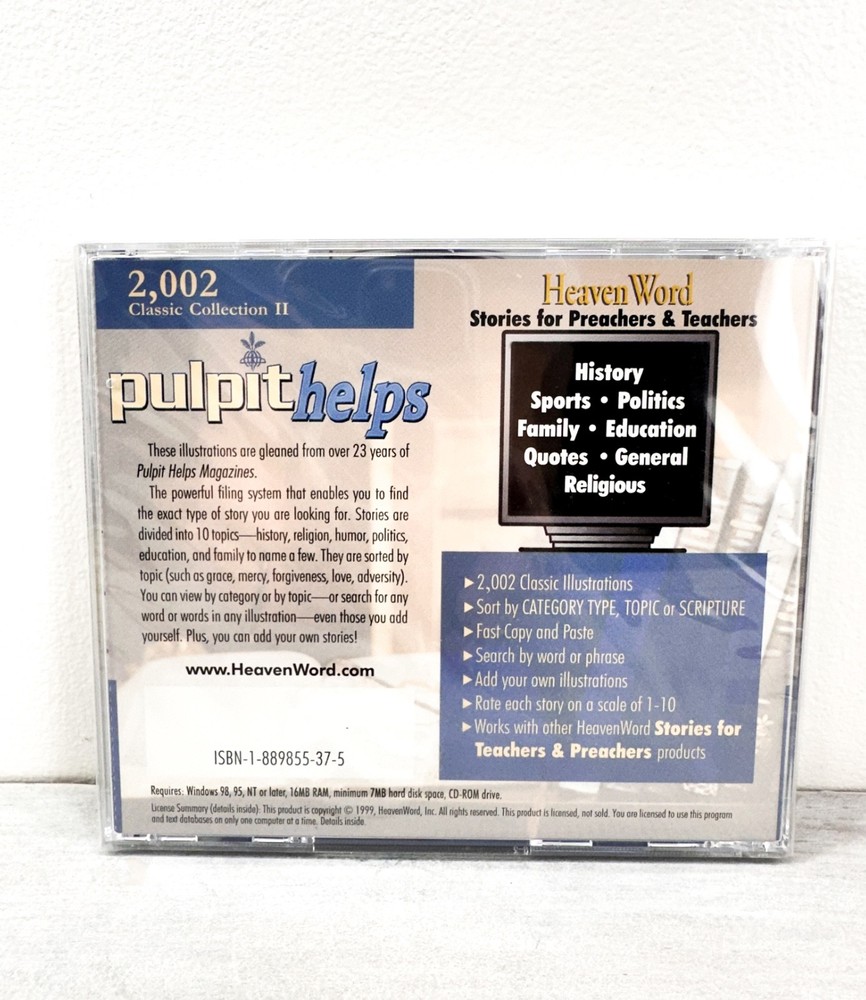 2,002
Classic Collection II
pulpit helps
These illustrations are gleaned from over 23 years of
Pulpit Helps Magazines.
The powerful filing system that enables you to find
the exact type of story you are looking for. Stories are
divided into 10 topics—history, religion, humor, politics,
education, and family to name a few. They are sorted by
topic (such as grace, mercy, forgiveness, love, adversity).
You can view by category or by topic—or search for any
word or words in any illustration—even those you add
yourself. Plus, you can add your own stories!
www.HeavenWord.com
ISBN-1-889855-37-5
HeavenWord
Stories for Preachers & Teachers
History
Sports • Politics
Family • Education
Quotes • General
Religious
▶2,002 Classic Illustrations
▶Sort by CATEGORY TYPE, TOPIC or SCRIPTURE
▶Fast Copy and Paste
▶Search by word or phrase
▶Add your own illustrations
▶Rate each story on a scale of 1-10
▶Works with other HeavenWord Stories for
Teachers & Preachers products
Requires: Windows 98, 95, NT or later, 16MB RAM, minimum 7MB hard disk space, CD-ROM drive.
License Summary (details inside): This product is copyright © 1999, HeavenWord, Inc. All rights reserved. This product is licensed, not sold. You are licensed to use this program
and text databases on only one computer at a time. Details inside.